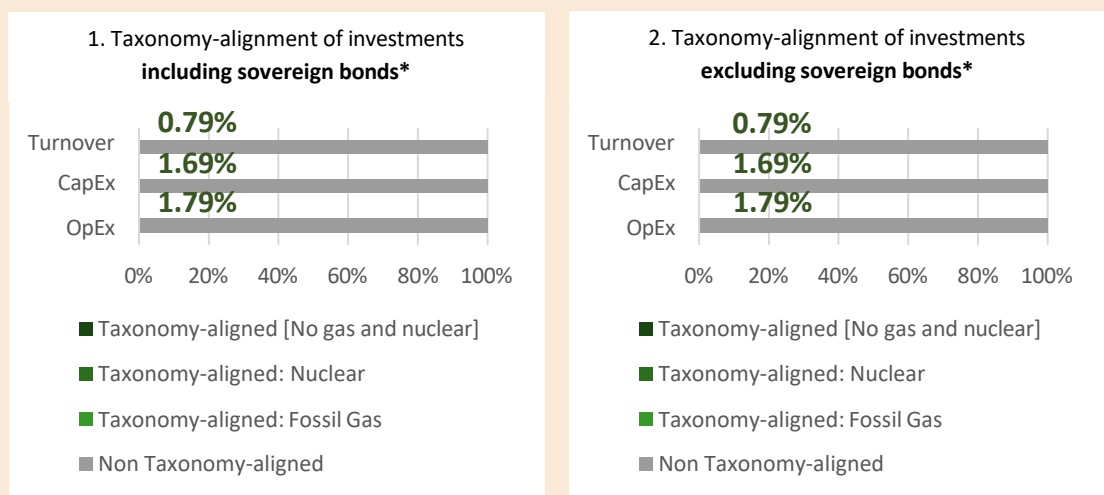 1. Taxonomy-alignment of investments
including sovereign bonds*
0.79%
Turnover
1.69%
CapEx
1.79%
OpEx
0% 20% 40% 60% 80% 100%
Taxonomy-aligned [No gas and nuclear]
Taxonomy-aligned: Nuclear
Taxonomy-aligned: Fossil Gas
Non Taxonomy-aligned
2. Taxonomy-alignment of investments
excluding sovereign bonds*
0.79%
Turnover
1.69%
CapEx
1.79%
OpEx
0% 20% 40% 60% 80% 100%
Taxonomy-aligned [No gas and nuclear]
Taxonomy-aligned: Nuclear
Taxonomy-aligned: Fossil Gas
Non Taxonomy-aligned